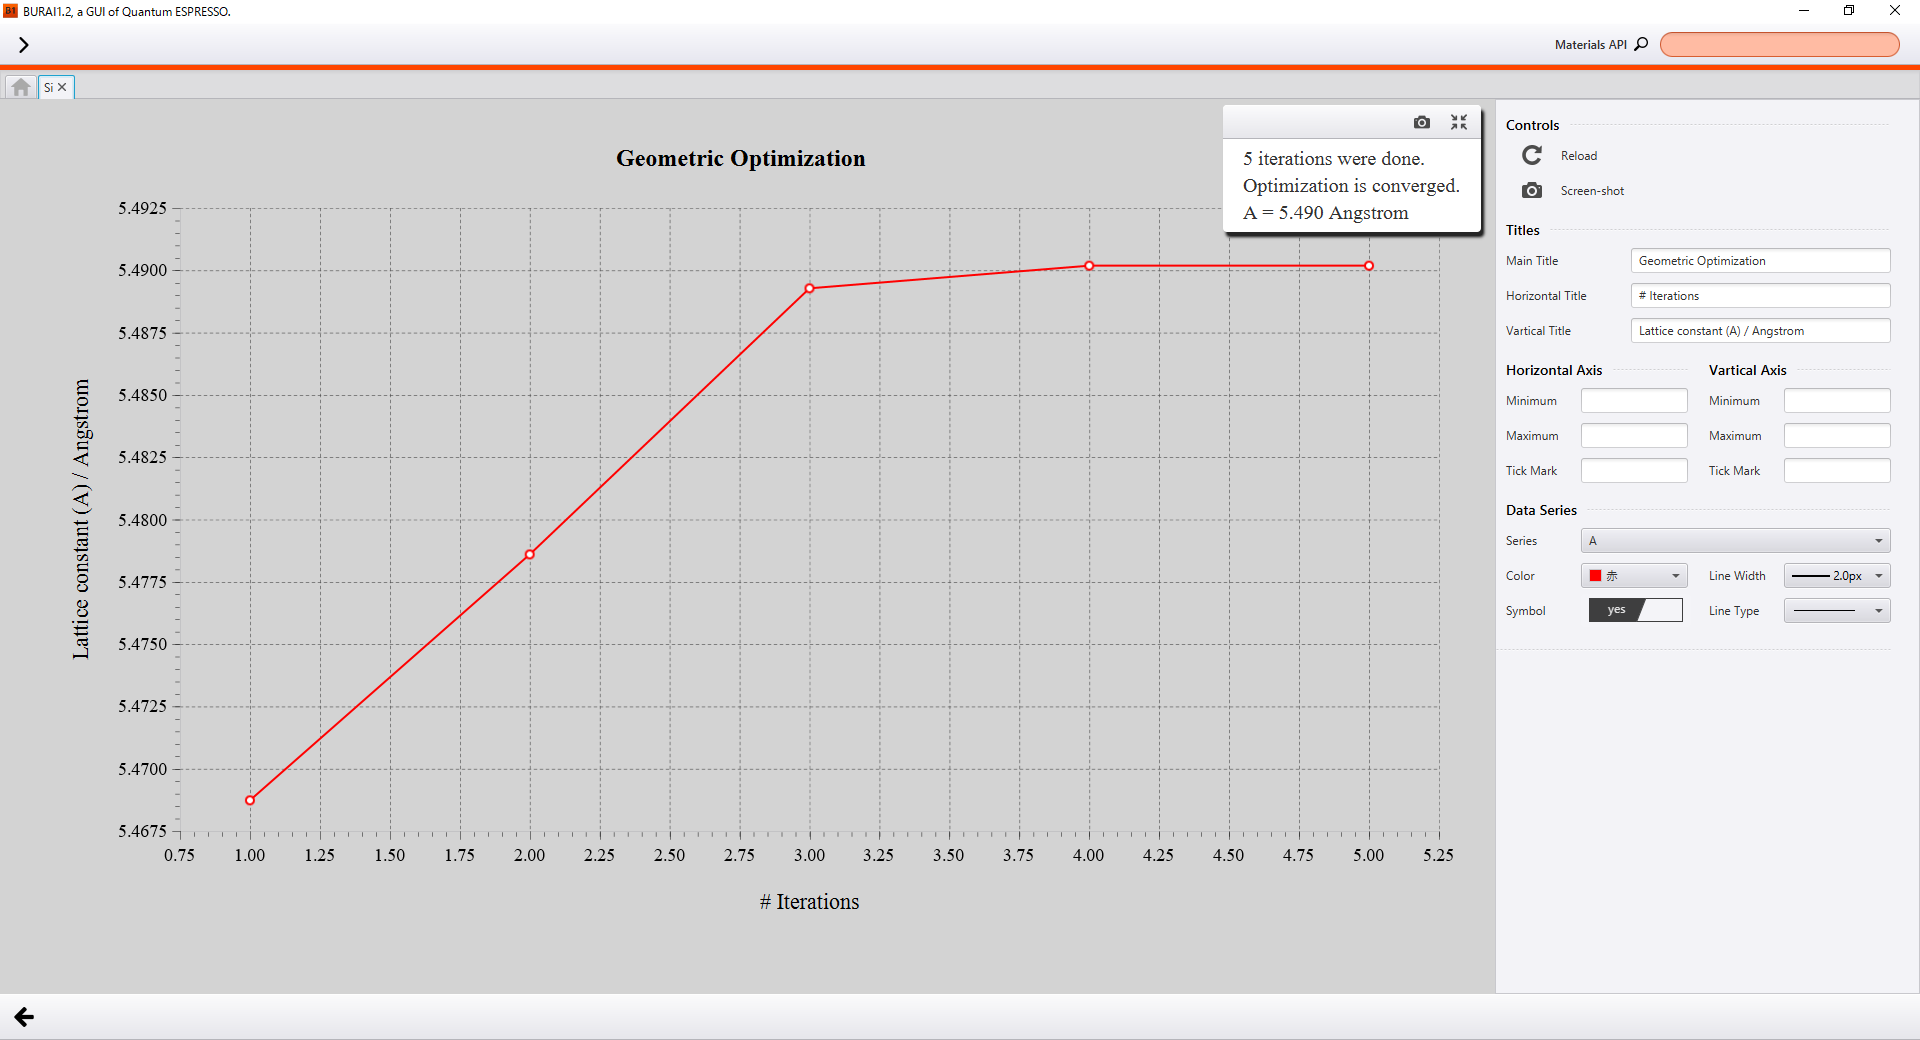 BURAI1.2, a GUI of Quantum ESPRESSO.
Materials API
Si
Geometric Optimization
5 iterations were done.
Optimization is converged.
A = 5.490 Angstrom
5.4925
5.4900
5.4875
5.4850
5.4825
5.4800
5.4775
5.4750
5.4725
5.4700
5.4675
Lattice constant (A) / Angstrom
0.75 1.00 1.25 1.50 1.75 2.00 2.25 2.50 2.75 3.00 3.25 3.50 3.75 4.00 4.25 4.50 4.75 5.00 5.25
# Iterations
Controls
Reload
Screen-shot
Titles
Main Title Geometric Optimization
Horizontal Title # Iterations
Vartical Title Lattice constant (A) / Angstrom
Horizontal Axis Vartical Axis
Minimum Minimum
Maximum Maximum
Tick Mark Tick Mark
Data Series
Series A
Color 赤 Line Width 2.0px
Symbol yes Line Type